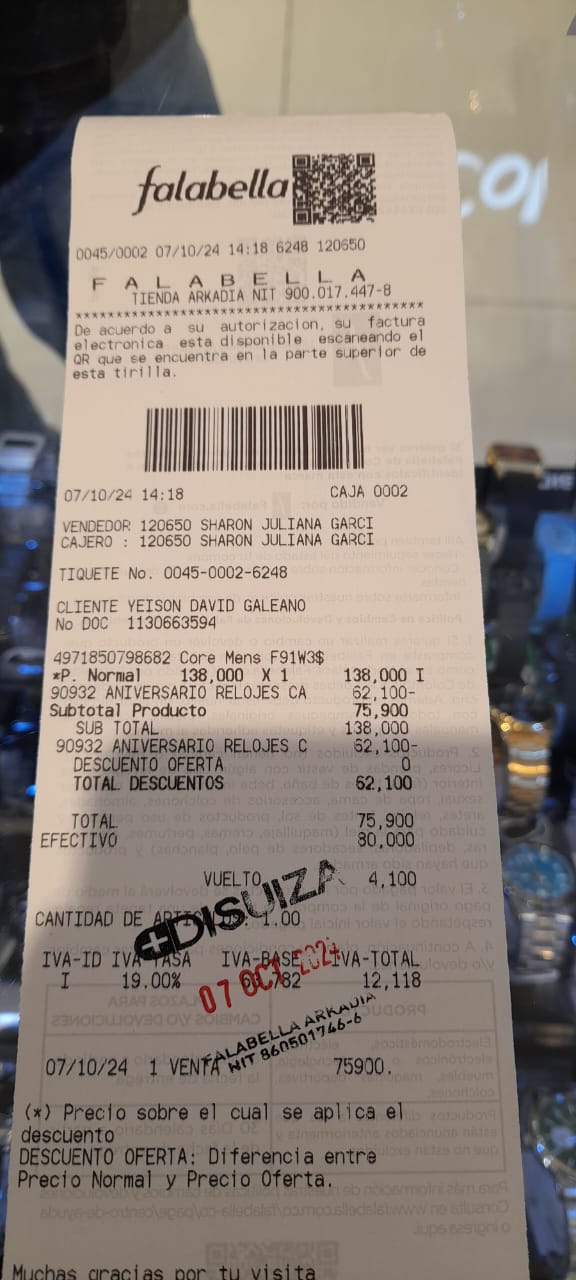 falabella
0045/0002 07/10/24 14:18 6248 120650
F A L A B E L L A
TIENDA ARKADIA NIT 900.017.447-8
****************************************
De acuerdo a su autorizacion, su factura
electronica esta disponible escaneando el
QR que se encuentra en la parte superior de
esta tirilla.
07/10/24 14:18 CAJA 0002
VENDEDOR 120650 SHARON JULIANA GARCI
CAJERO : 120650 SHARON JULIANA GARCI
TIQUETE No. 0045-0002-6248
CLIENTE YEISON DAVID GALEANO
No DOC 1130663594
4971850798682 Core Mens F91W3$
*P. Normal 138,000 X 1 138,000 I
90932 ANIVERSARIO RELOJES CA 62,100-
Subtotal Producto 75,900
SUB TOTAL 138,000
90932 ANIVERSARIO RELOJES C 62,100-
DESCUENTO OFERTA 0
TOTAL DESCUENTOS 62,100
TOTAL 75,900
EFECTIVO 80,000
VUELTO 4,100
CANTIDAD DE 1.00
DISUIZA
IVA-ID IVA TASA IVA-BASE IVA-TOTAL
I 19.00% 12,118
07 OCT 2024
FALABELLA ARKADIA
NIT 860501746-6
07/10/24 1 VENTA 75900.
(*) Precio sobre el cual se aplica el
descuento
DESCUENTO OFERTA: Diferencia entre
Precio Normal y Precio Oferta.
Muchas gracias por tu visita